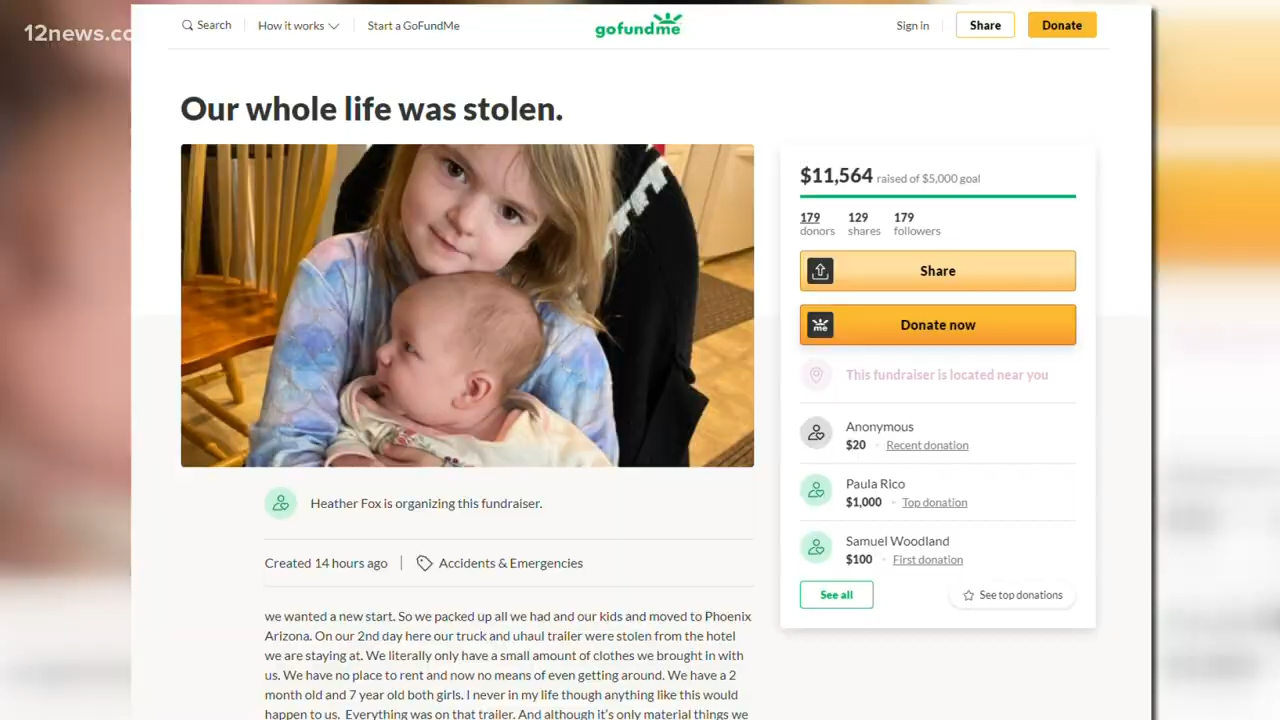 12news.co
Search
How it works
Start a GoFundMe
gofundme
Sign in
Share
Donate
Our whole life was stolen.
$11,564 raised of $5,000 goal
179 129 179
donors shares followers
Share
me
Donate now
This fundraiser is located near you
Anonymous
$20 • Recent donation
Paula Rico
$1,000 • Top donation
Samuel Woodland
$100 • First donation
See all
See top donations
Heather Fox is organizing this fundraiser.
Created 14 hours ago | Accidents & Emergencies
we wanted a new start. So we packed up all we had and our kids and moved to Phoenix
Arizona. On our 2nd day here our truck and uhaul trailer were stolen from the hotel
we are staying at. We literally only have a small amount of clothes we brought in with
us. We have no place to rent and now no means of even getting around. We have a 2
month old and 7 year old both girls. I never in my life though anything like this would
happen to us. Everything was on that trailer. And although it's only material things we